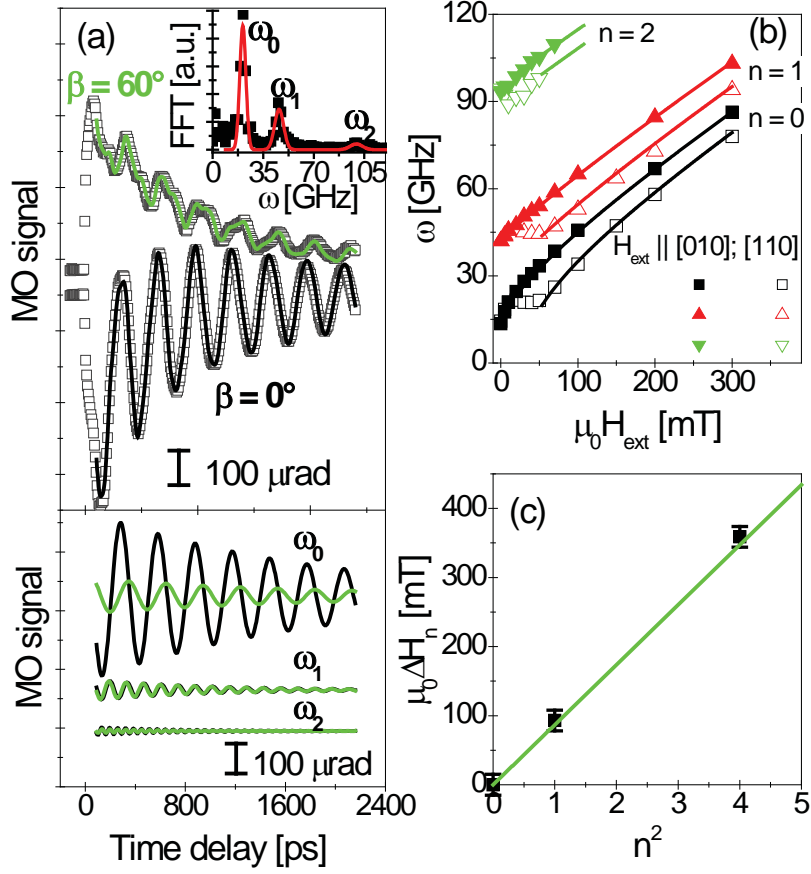 (a)
β = 60°
ω₀
ω₁
ω₂
FFT [a.u.]
0 35 70 105
ω [GHz]
MO signal
β = 0°
100 μrad
MO signal
ω₀
ω₁
ω₂
100 μrad
0 800 1600 2400
Time delay [ps]
(b)
n = 2
n = 1
n = 0
120
90
60
30
0
ω [GHz]
H_ext || [010]; [110]
0 100 200 300
μ₀H_ext [mT]
(c)
400
300
200
100
0
μ₀ΔH_n [mT]
0 1 2 3 4 5
n²